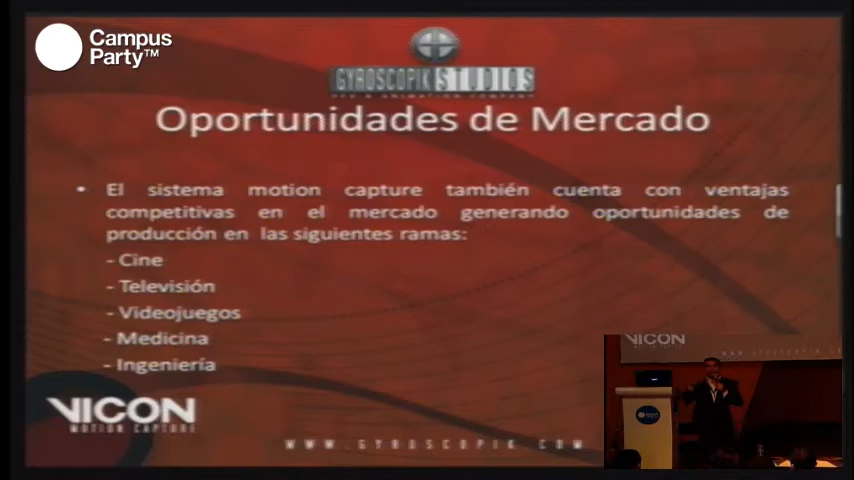 Campus
Party™
GYROSCOPIK STUDIOS
Oportunidades de Mercado
• El sistema motion capture también cuenta con ventajas
competitivas en el mercado generando oportunidades de
producción en las siguientes ramas:
- Cine
- Televisión
- Videojuegos
- Medicina
- Ingeniería
VICON
MOTION CAPTURE
WWW.GYROSCOPIK.COM
VICON